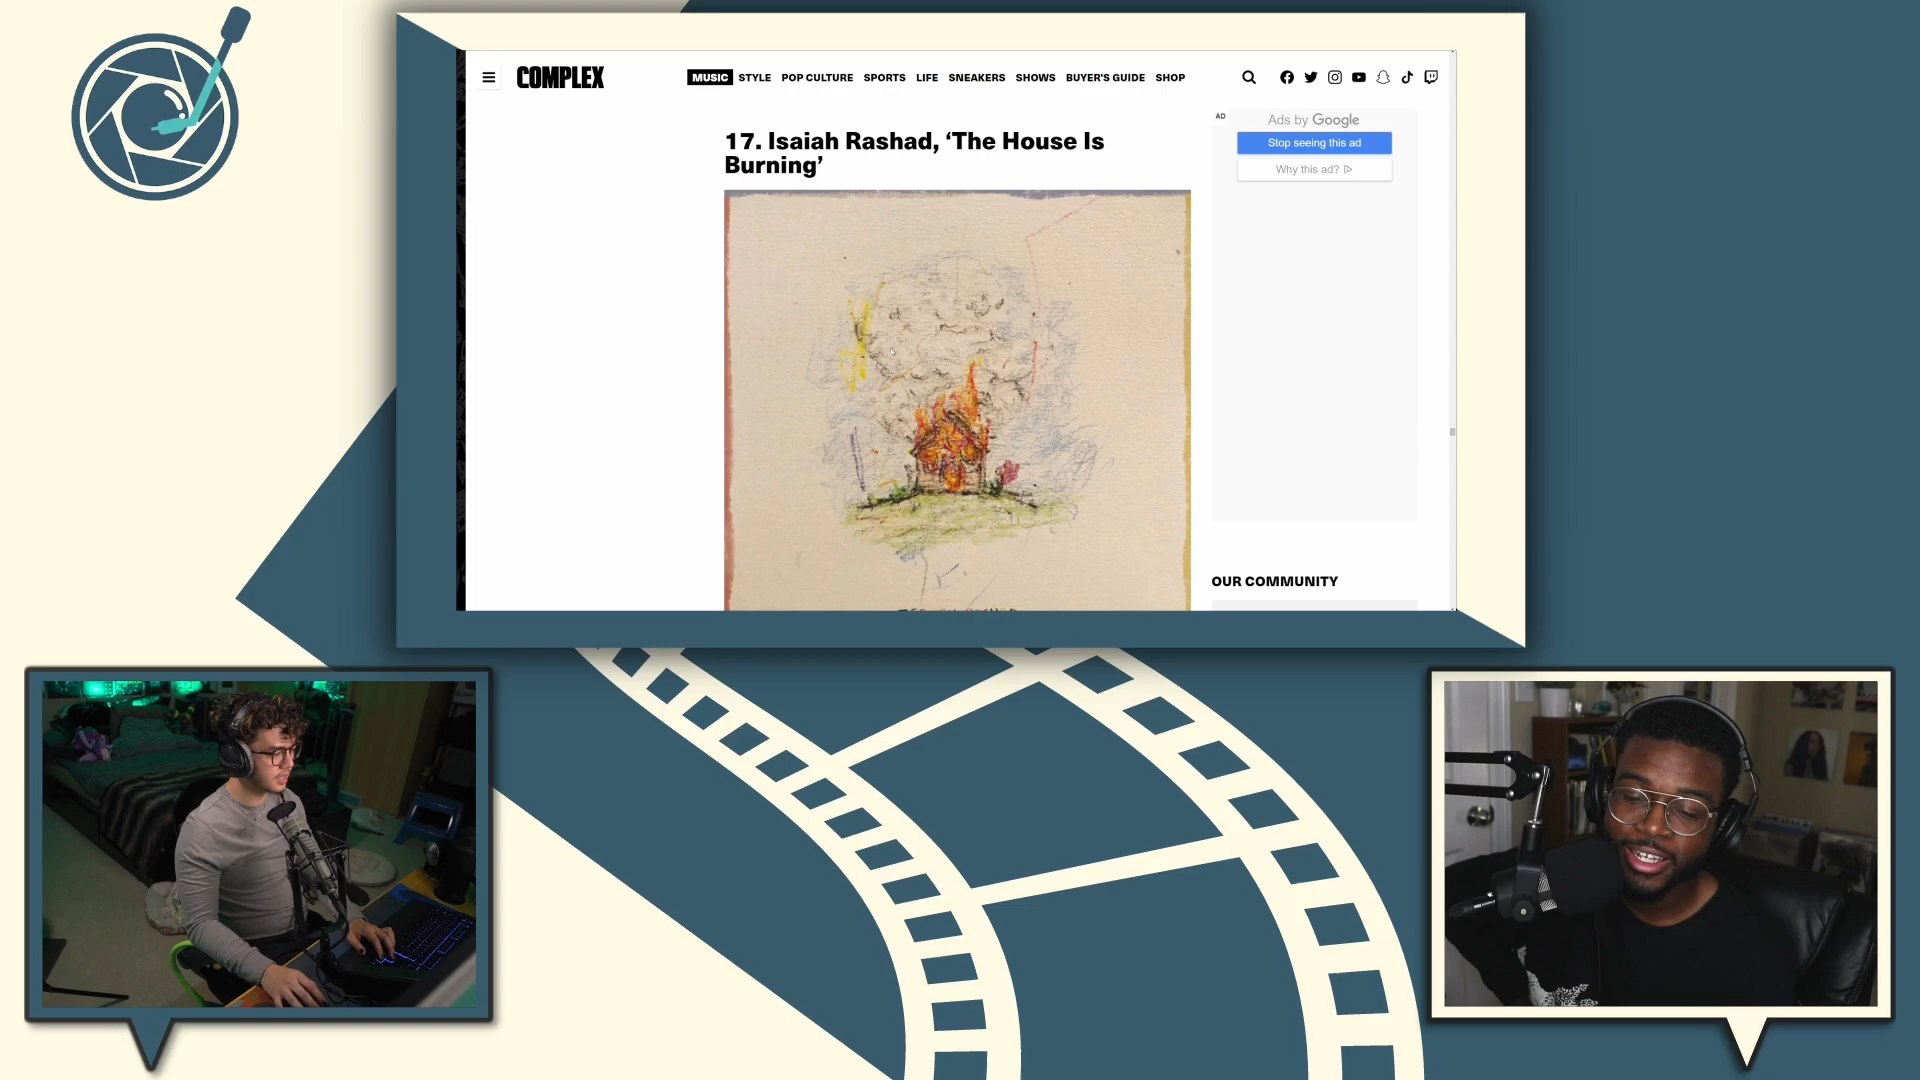 COMPLEX
MUSIC STYLE POP CULTURE SPORTS LIFE SNEAKERS SHOWS BUYER'S GUIDE SHOP
17. Isaiah Rashad, ‘The House Is
Burning’
AD
Ads by Google
Stop seeing this ad
Why this ad?
OUR COMMUNITY